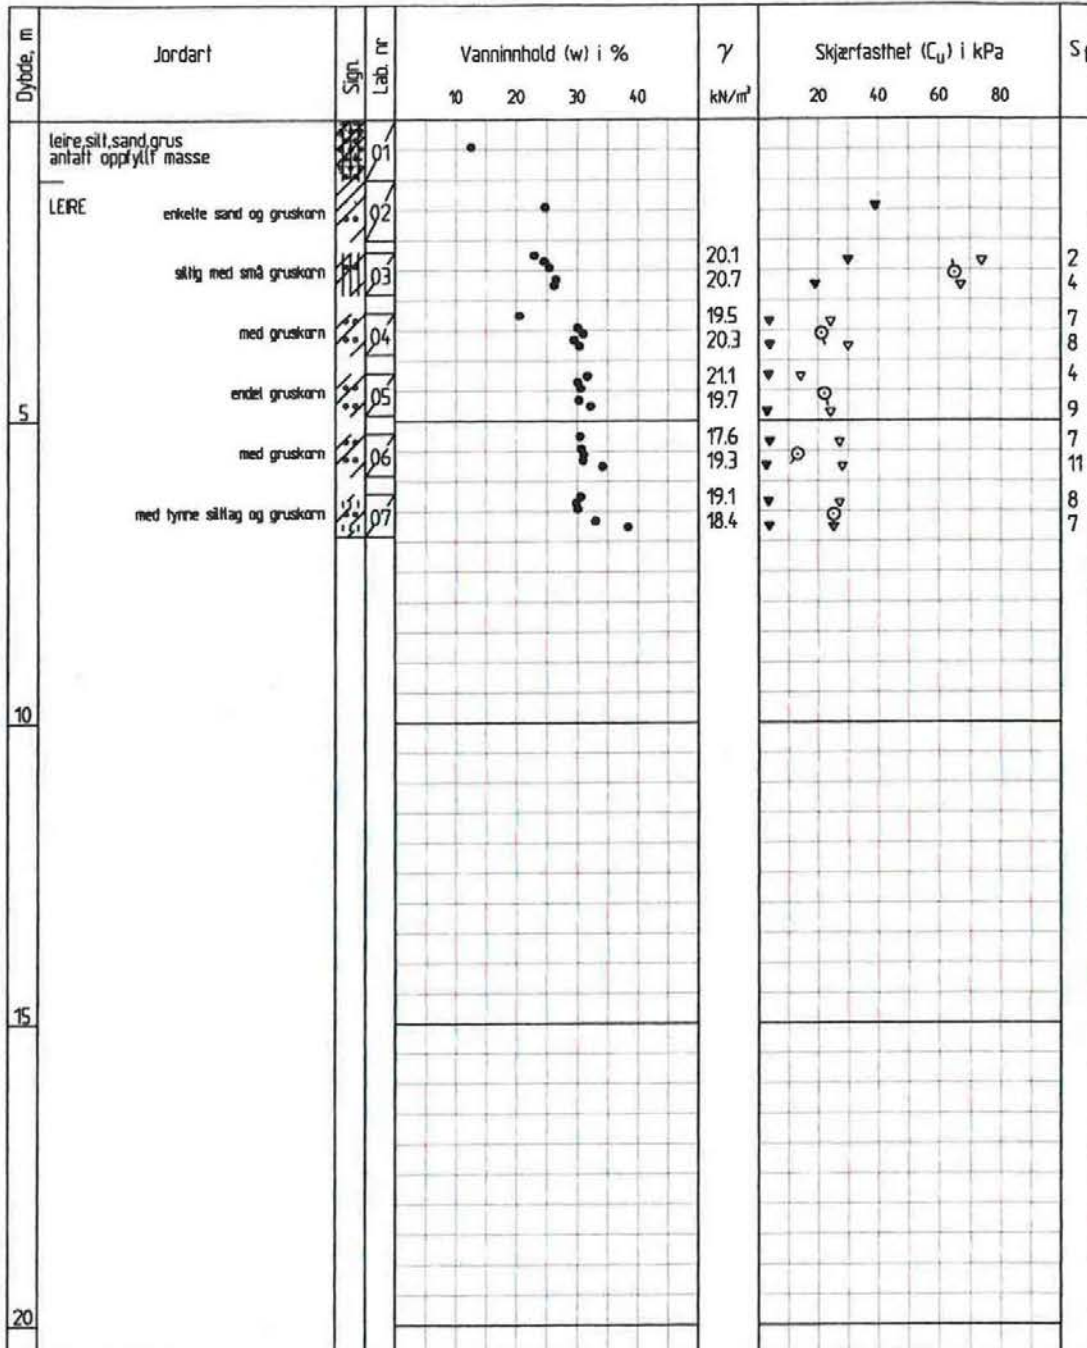 Dybde, m
Jordart
Sign.
Lab. nr
Vanninnhold (w) i %
10 20 30 40
γ
kN/m³
Skjærfasthet (Cu) i kPa
20 40 60 80
leire,silt,sand,grus
antatt oppfyllt masse
01
LEIRE
enkelte sand og gruskorn
02
siltig med små gruskorn
03
20.1
2
20.7
4
med gruskorn
04
19.5
7
20.3
8
endel gruskorn
05
21.1
4
19.7
9
5
med gruskorn
06
17.6
7
19.3
11
med tynne siltlag og gruskorn
07
19.1
8
18.4
7
10
15
20